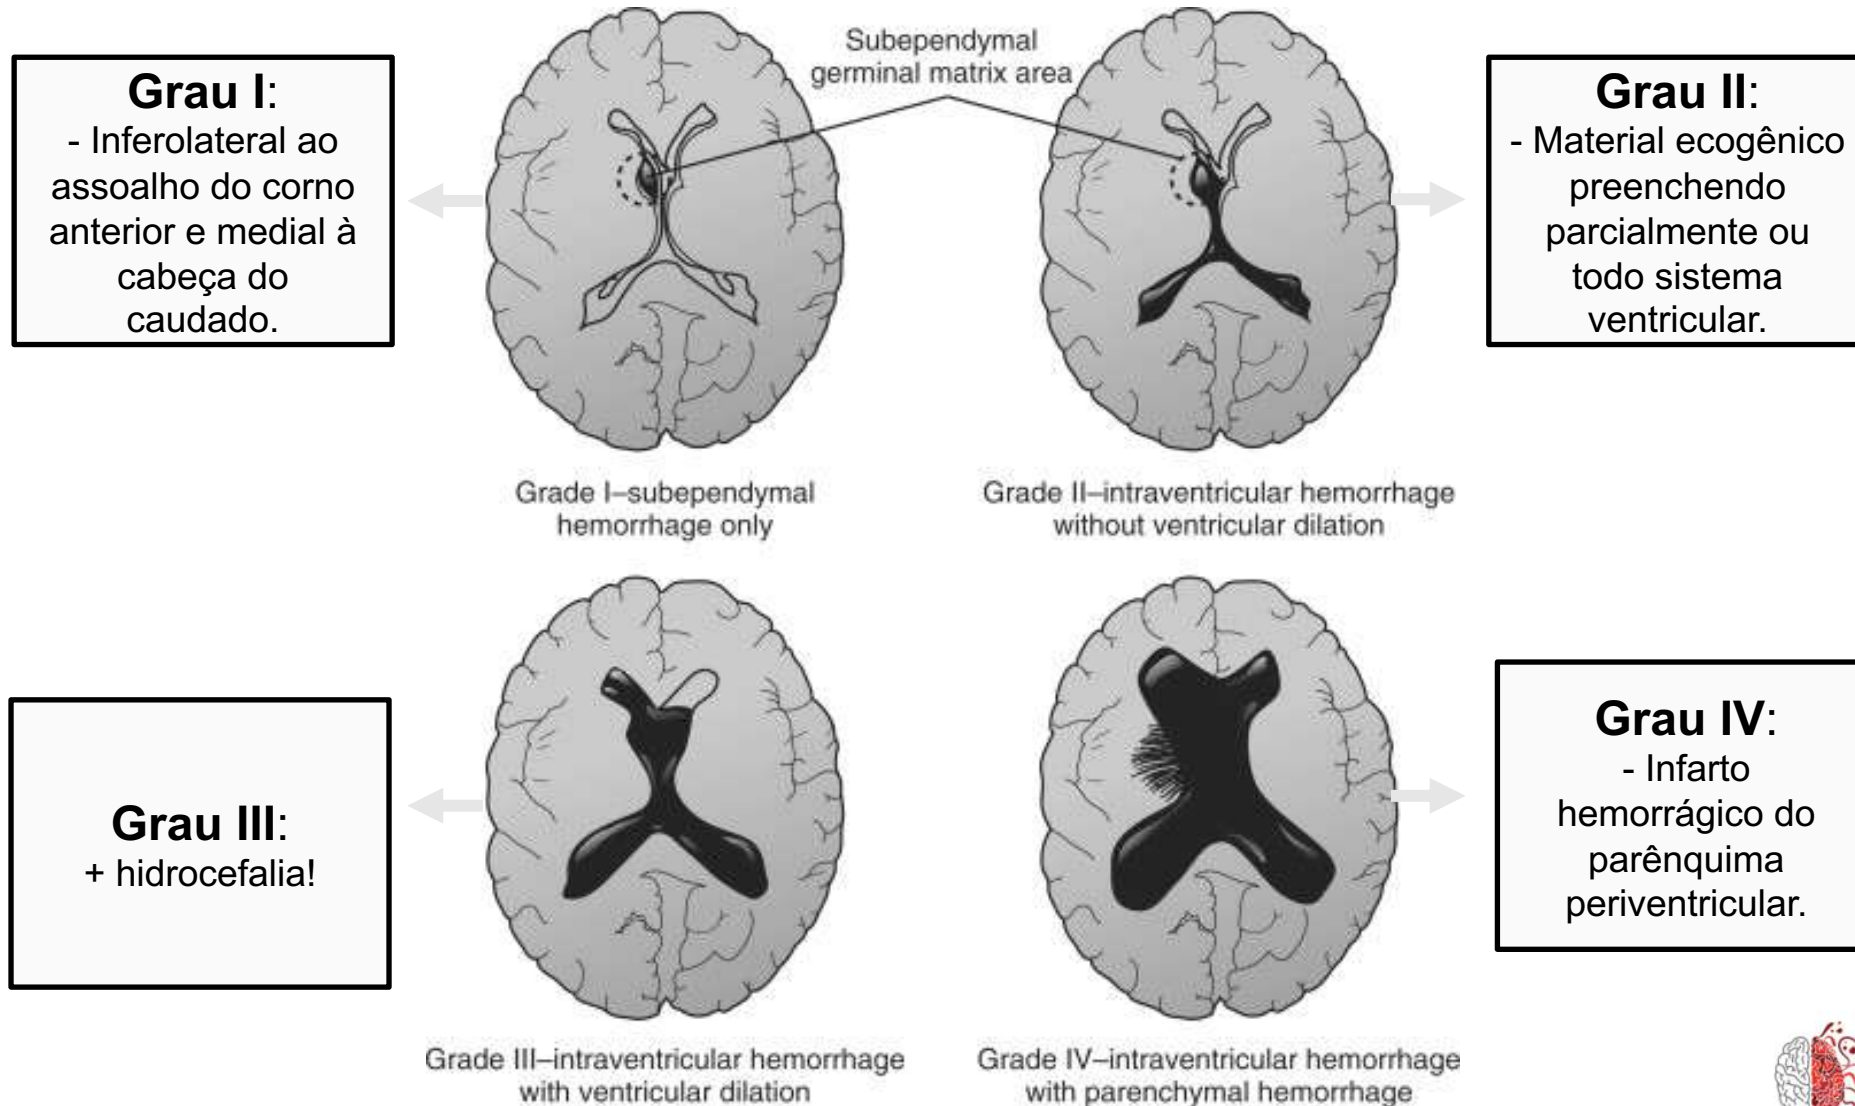 Subependymal
germinal matrix area
Grau I:
- Inferolateral ao
assoalho do corno
anterior e medial à
cabeça do
caudado.
Grau II:
- Material ecogênico
preenchendo
parcialmente ou
todo sistema
ventricular.
Grade I–subependymal
hemorrhage only
Grade II–intraventricular hemorrhage
without ventricular dilation
Grau III:
+ hidrocefalia!
Grau IV:
- Infarto
hemorrágico do
parênquima
periventricular.
Grade III–intraventricular hemorrhage
with ventricular dilation
Grade IV–intraventricular hemorrhage
with parenchymal hemorrhage